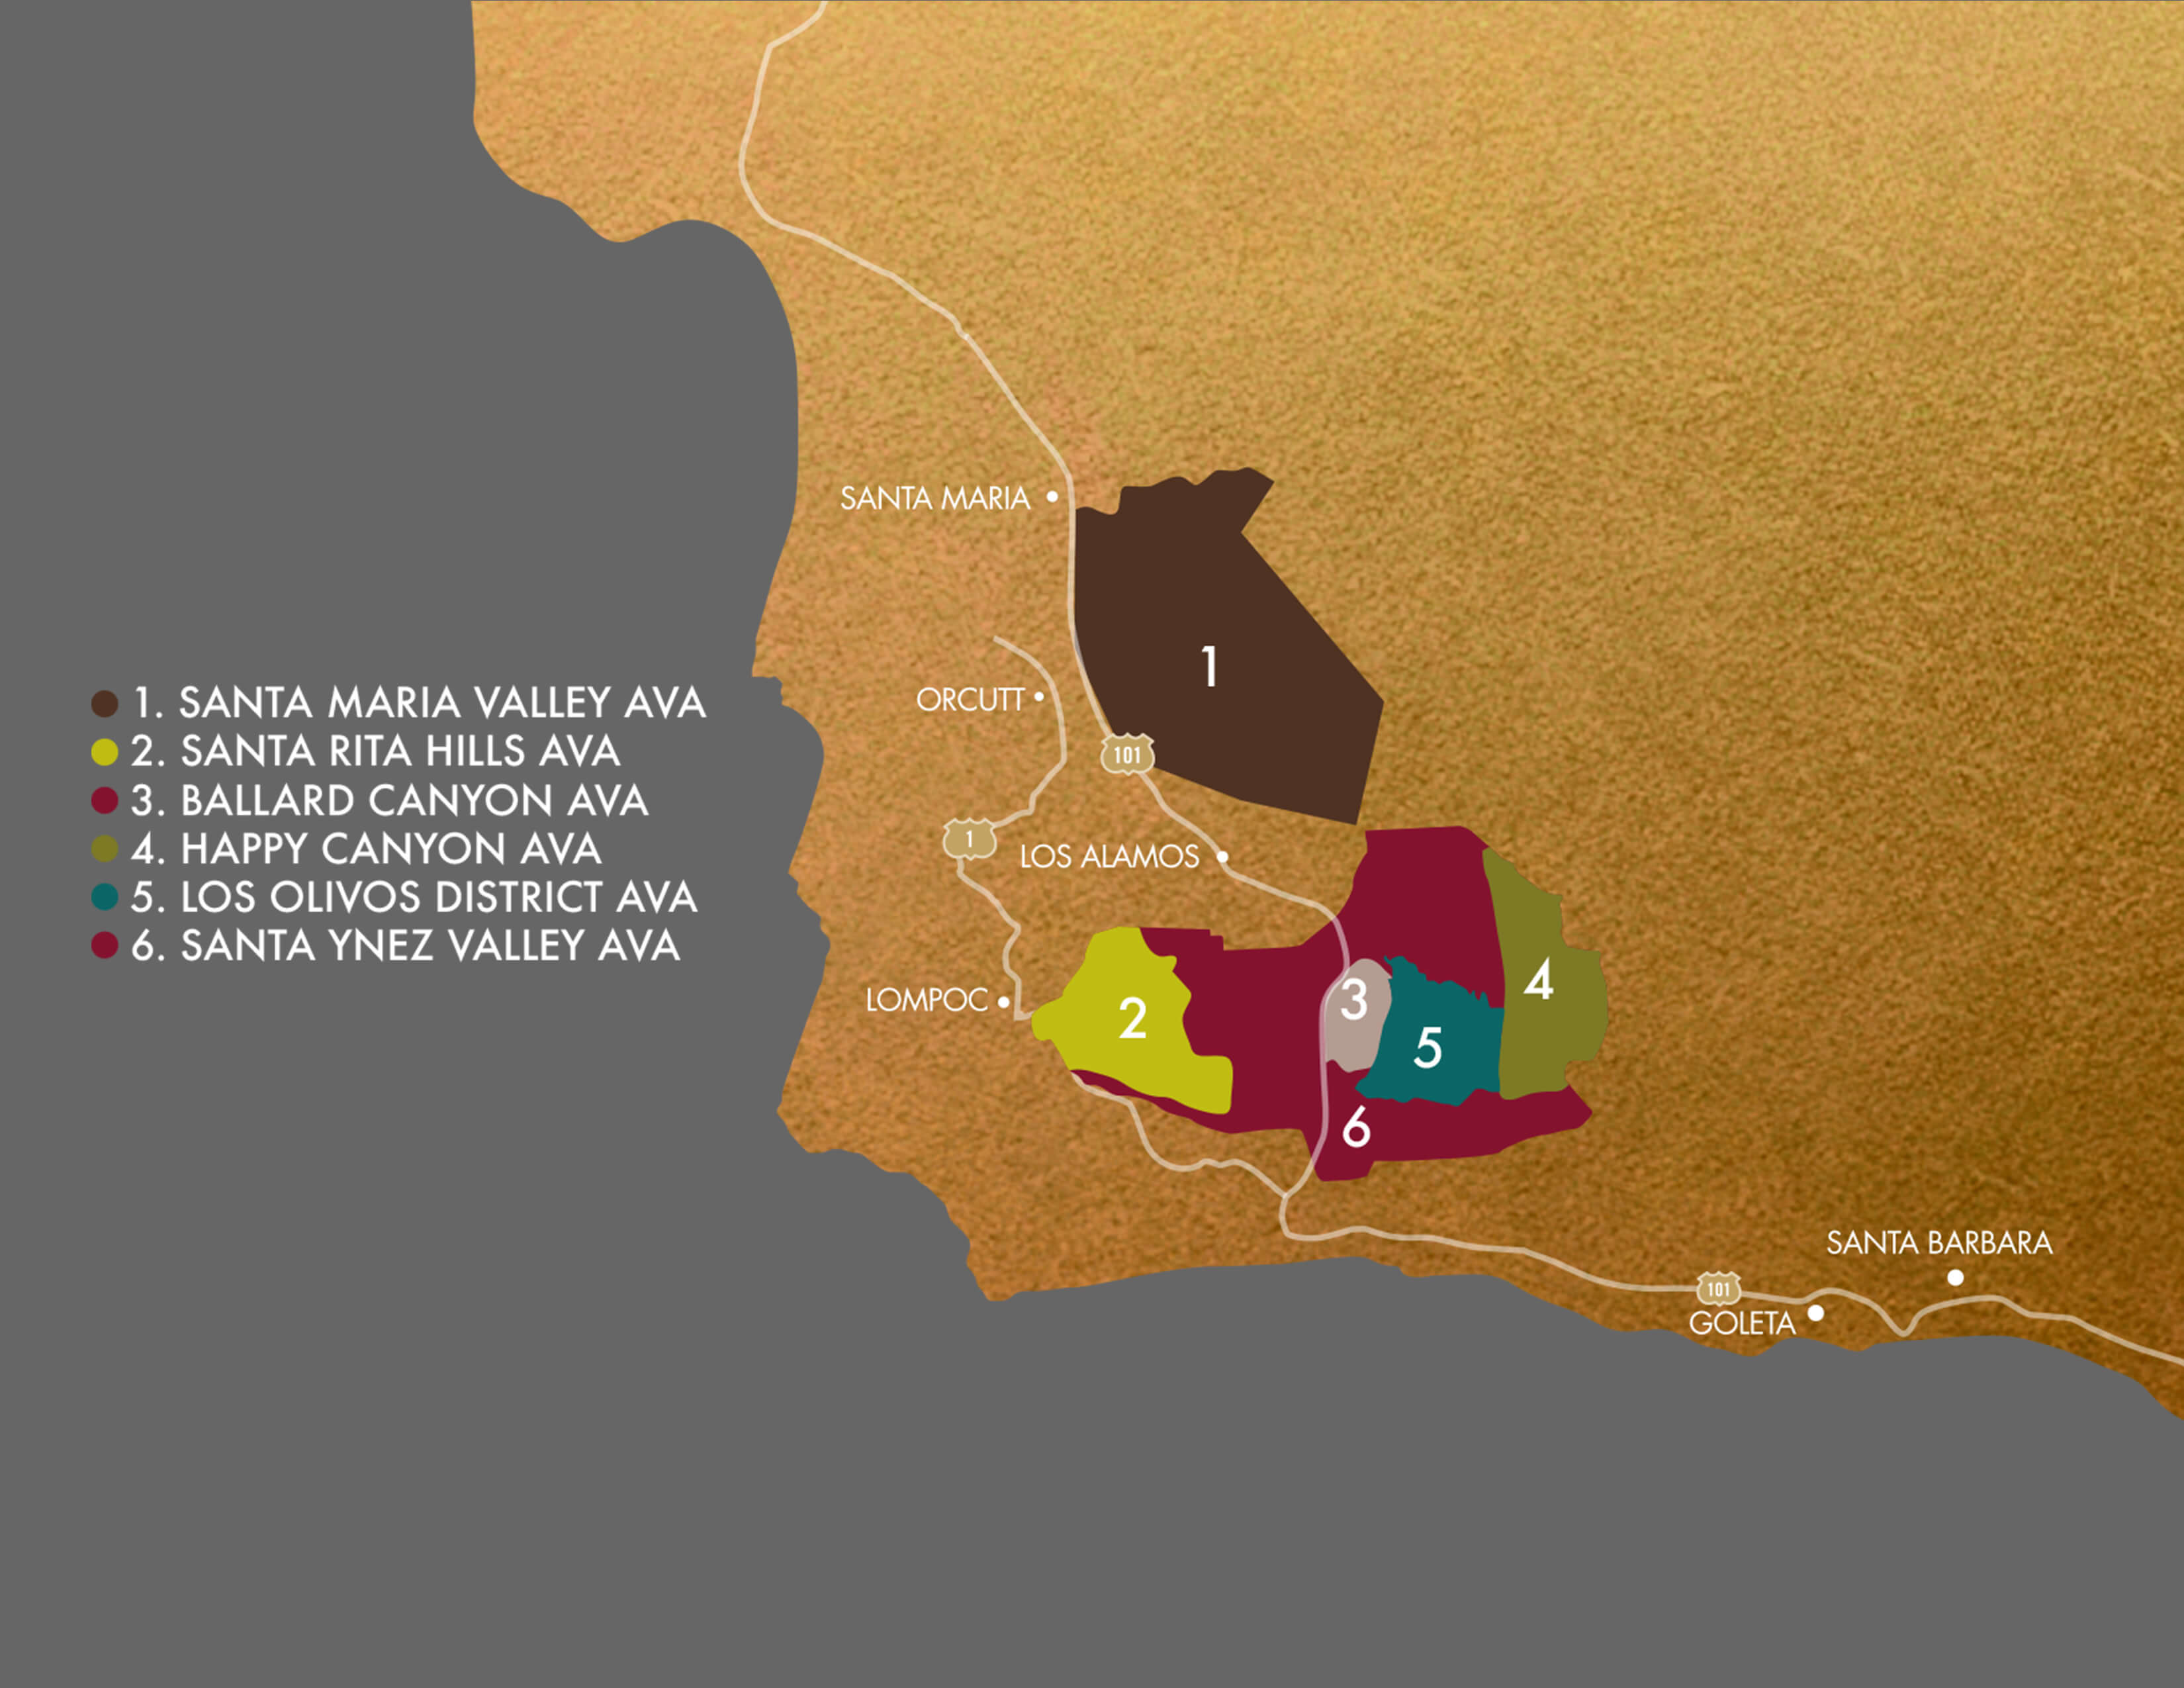 SANTA MARIA
1
ORCUTT
101
1
LOS ALAMOS
1. SANTA MARIA VALLEY AVA
2. SANTA RITA HILLS AVA
3. BALLARD CANYON AVA
4. HAPPY CANYON AVA
5. LOS OLIVOS DISTRICT AVA
6. SANTA YNEZ VALLEY AVA
LOMPOC
2
3
4
5
6
SANTA BARBARA
101
GOLETA